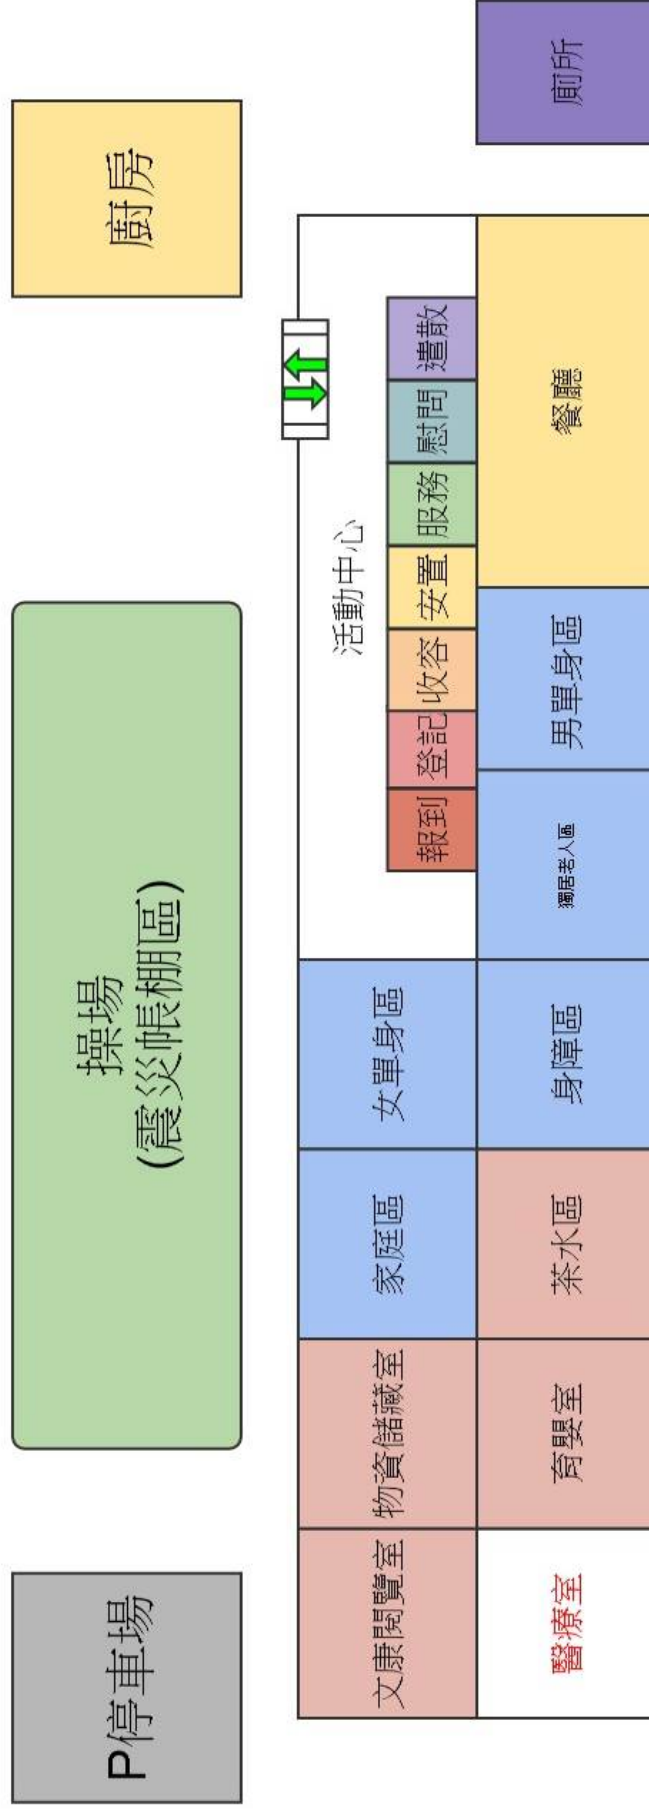 P停車場
操場
(震災帳棚區)
廚房
文康閱覽室
物資儲藏室
家庭區
女單身區
活動中心
報到
登記
收容
安置
服務
慰問
遣散
醫療室
育嬰室
茶水區
身障區
獨居老人區
男單身區
餐廳
廁所